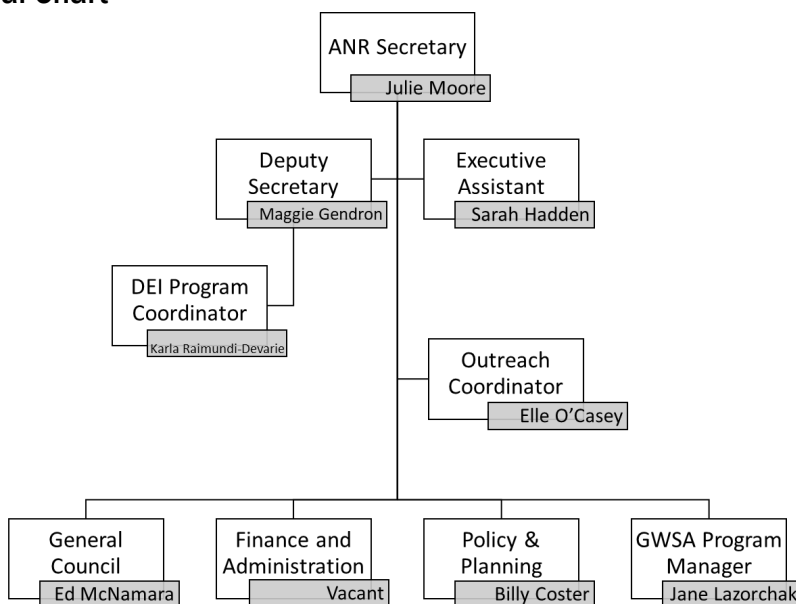 ANR Secretary
Julie Moore
Deputy
Secretary
Maggie Gendron
Executive
Assistant
Sarah Hadden
DEI Program
Coordinator
Karla Raimundi-Devarie
Outreach
Coordinator
Elle O'Casey
General
Council
Ed McNamara
Finance and
Administration
Vacant
Policy &
Planning
Billy Coster
GWSA Program
Manager
Jane Lazorchak